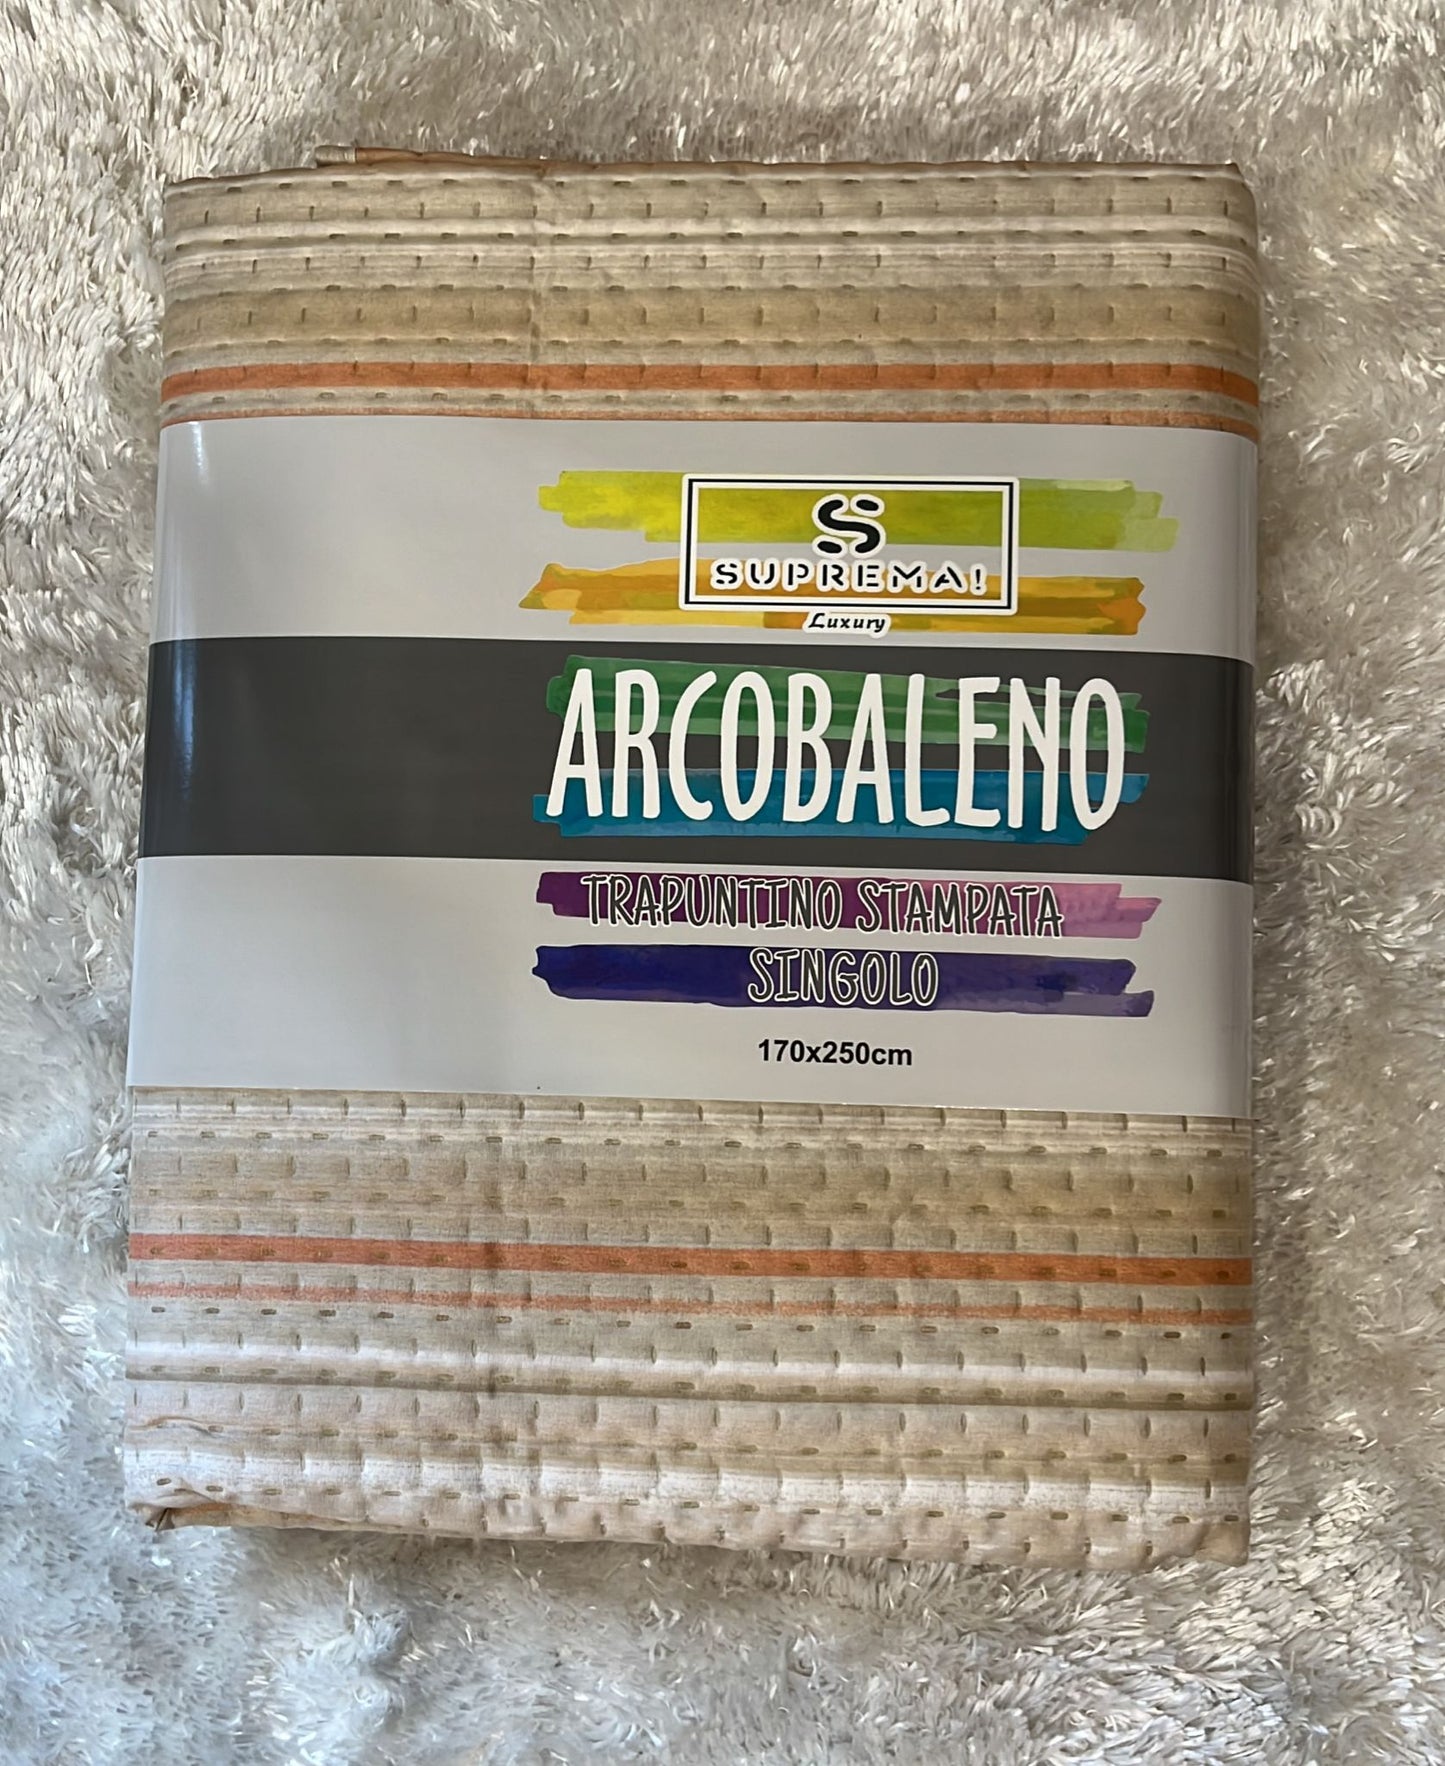 S
SUPREMA!
Luxury
ARCOBALENO
TRAPUNTINO STAMPATA
SINGOLO
170x250cm